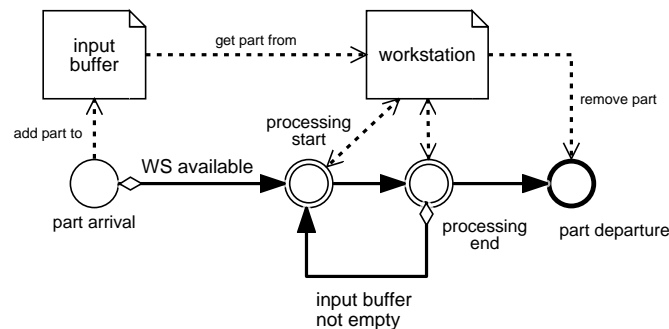 input
buffer
get part from
workstation
add part to
processing
start
remove part
WS available
part arrival
processing
end
part departure
input buffer
not empty